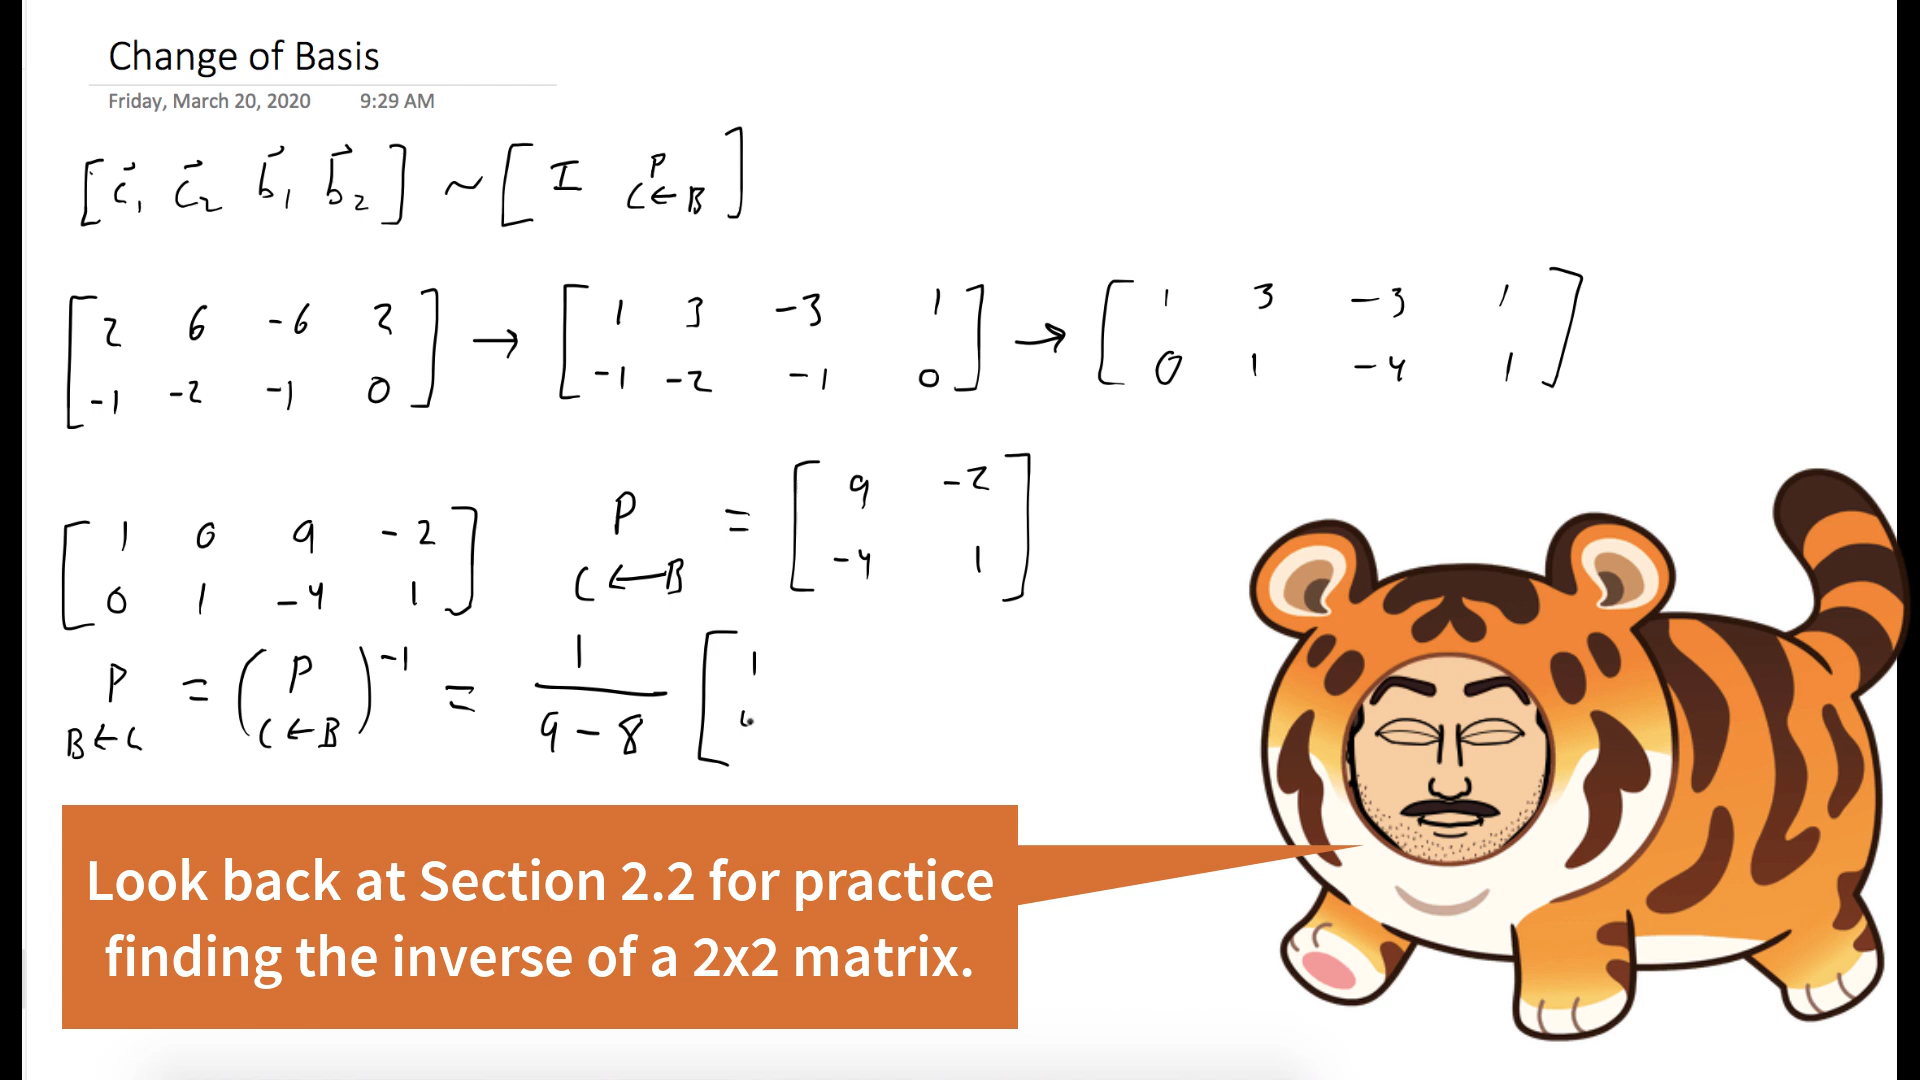 Change of Basis
Friday, March 20, 2020 9:29 AM
[c⃗₁ c⃗₂ b⃗₁ b⃗₂] ~ [I P C←B]
[2 6 -6 2 → [1 3 -3 1 → [1 3 -3 1
-1 -2 -1 0] -1 -2 -1 0] 0 1 -4 1]
[1 0 9 -2 P = [9 -2
0 1 -4 1] C←B -4 1]
P = (P)⁻¹ = 1 [1
B←C C←B 9-8
Look back at Section 2.2 for practice
finding the inverse of a 2x2 matrix.